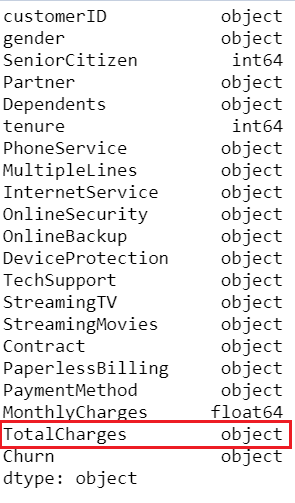 customerID object
gender object
SeniorCitizen int64
Partner object
Dependents object
tenure int64
PhoneService object
MultipleLines object
InternetService object
OnlineSecurity object
OnlineBackup object
DeviceProtection object
TechSupport object
StreamingTV object
StreamingMovies object
Contract object
PaperlessBilling object
PaymentMethod object
MonthlyCharges float64
TotalCharges object
Churn object
dtype: object